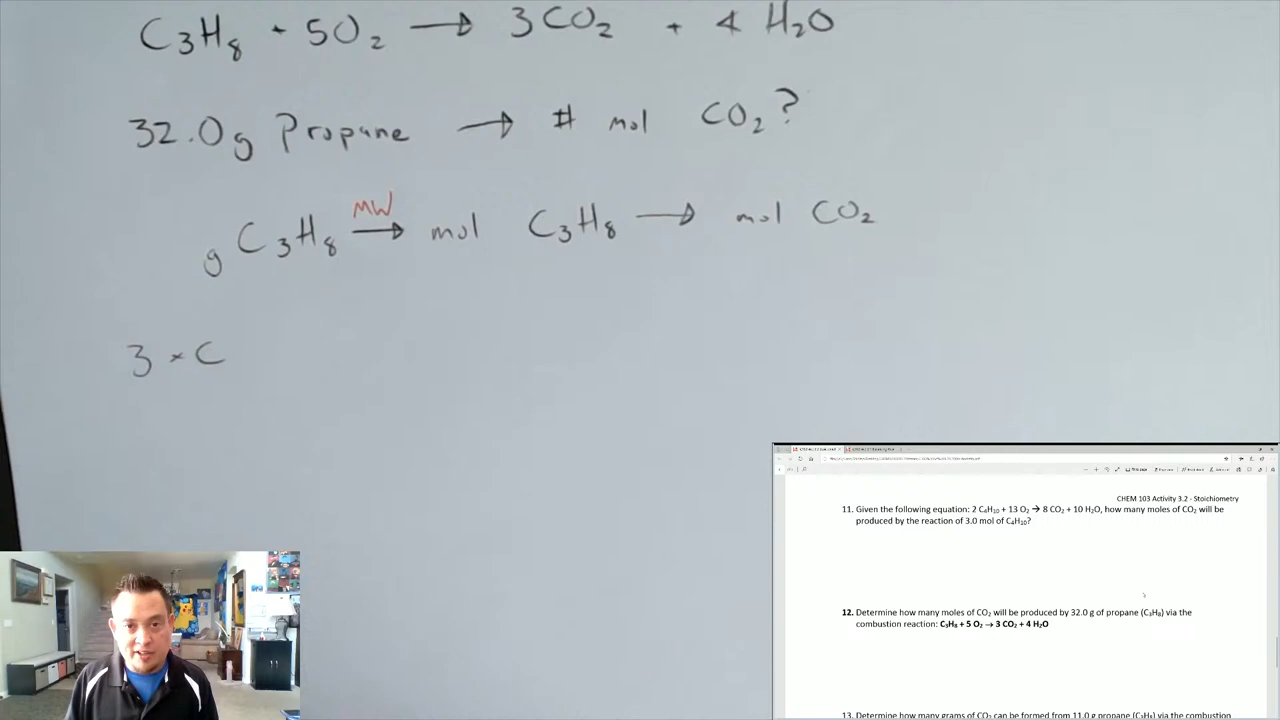 C3H8 + 5O2 → 3CO2 + 4 H2O
32.0g Propane → # mol CO2?
MW
g C3H8 → mol C3H8 → mol CO2
3 × C
CHEM 103 Activity 3.2 - Stoichiometry
11. Given the following equation: 2 C4H10 + 13 O2 → 8 CO2 + 10 H2O, how many moles of CO2 will be
produced by the reaction of 3.0 mol of C4H10?
12. Determine how many moles of CO2 will be produced by 32.0 g of propane (C3H8) via the
combustion reaction: C3H8 + 5 O2 → 3 CO2 + 4 H2O
13. Determine how many grams of CO2 can be formed from 11.0 g propane (C3H8) via the combustion